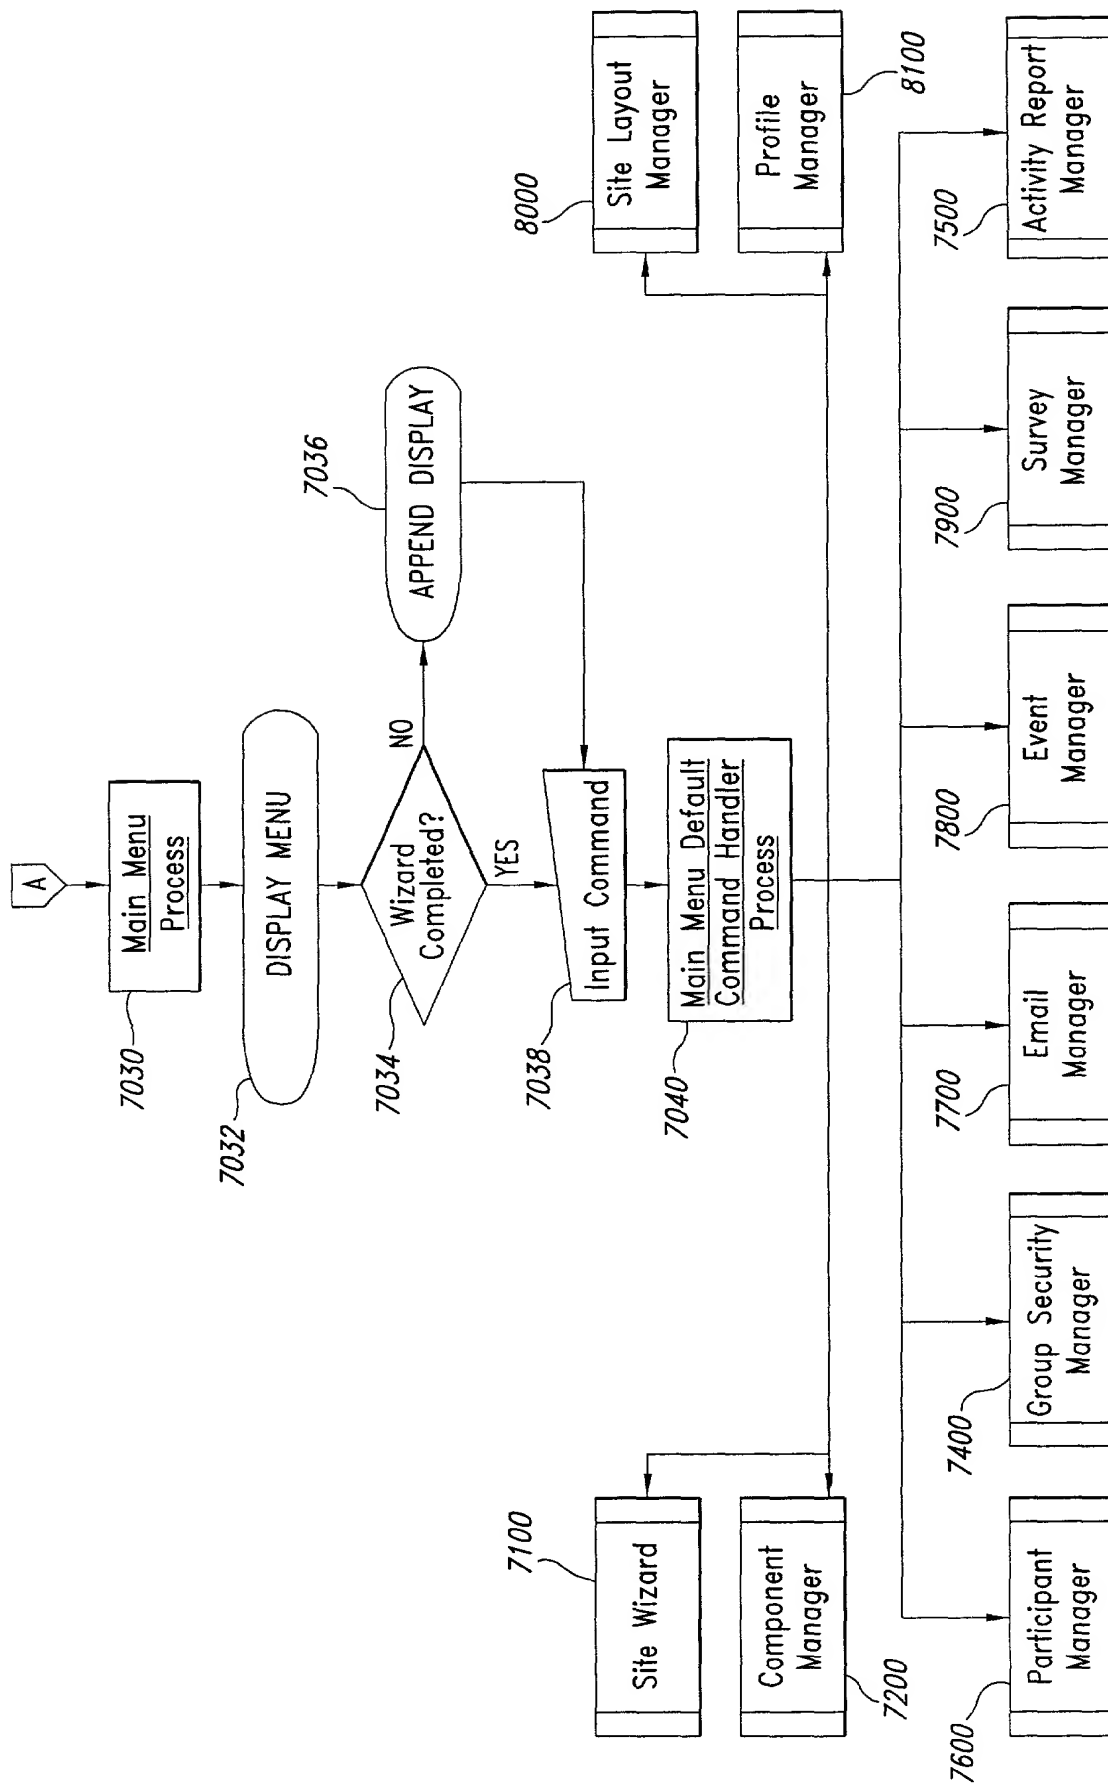 A
Main Menu
Process
7030
DISPLAY MENU
7032
Wizard
Completed?
7034
NO
YES
APPEND DISPLAY
7036
Input Command
7038
Main Menu Default
Command Handler
Process
7040
Site Wizard
7100
Component
Manager
7200
Site Layout
Manager
8000
Profile
Manager
8100
Participant
Manager
7600
Group Security
Manager
7400
Email
Manager
7700
Event
Manager
7800
Survey
Manager
7900
Activity Report
Manager
7500